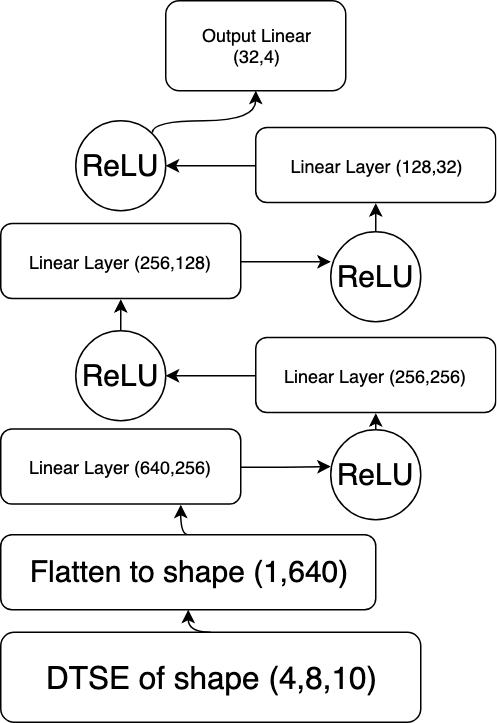 Output Linear
(32,4)
ReLU
Linear Layer (128,32)
Linear Layer (256,128)
ReLU
ReLU
Linear Layer (256,256)
Linear Layer (640,256)
ReLU
Flatten to shape (1,640)
DTSE of shape (4,8,10)